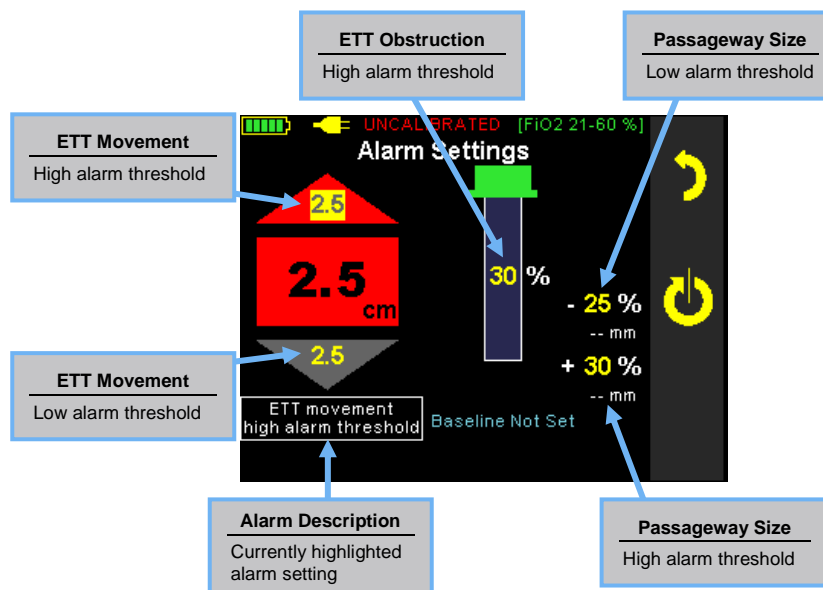 ETT Obstruction
High alarm threshold
Passageway Size
Low alarm threshold
ETT Movement
High alarm threshold
UNCALIBRATED [FiO2 21-60 %]
Alarm Settings
2.5
2.5
cm
30 %
- 25 %
-- mm
2.5
+ 30 %
-- mm
ETT Movement
Low alarm threshold
ETT movement
high alarm threshold
Baseline Not Set
Alarm Description
Currently highlighted
alarm setting
Passageway Size
High alarm threshold